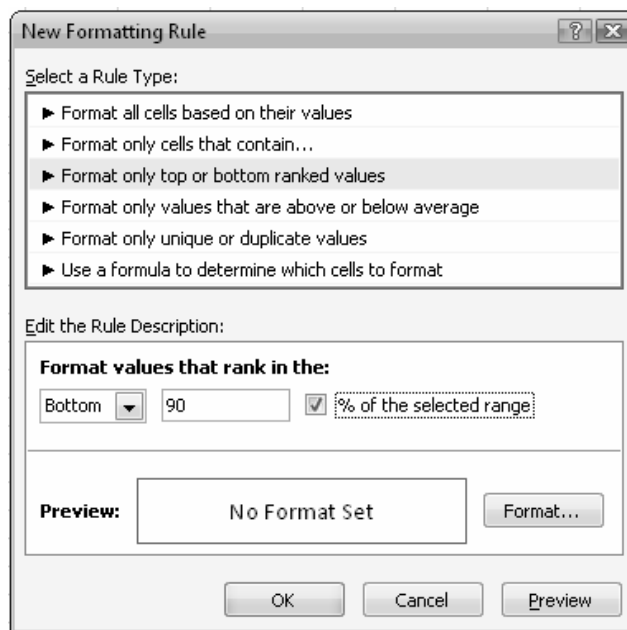 New Formatting Rule
Select a Rule Type:
► Format all cells based on their values
► Format only cells that contain...
► Format only top or bottom ranked values
► Format only values that are above or below average
► Format only unique or duplicate values
► Use a formula to determine which cells to format
Edit the Rule Description:
Format values that rank in the:
Bottom 90 % of the selected range
Preview: No Format Set Format...
OK Cancel Preview